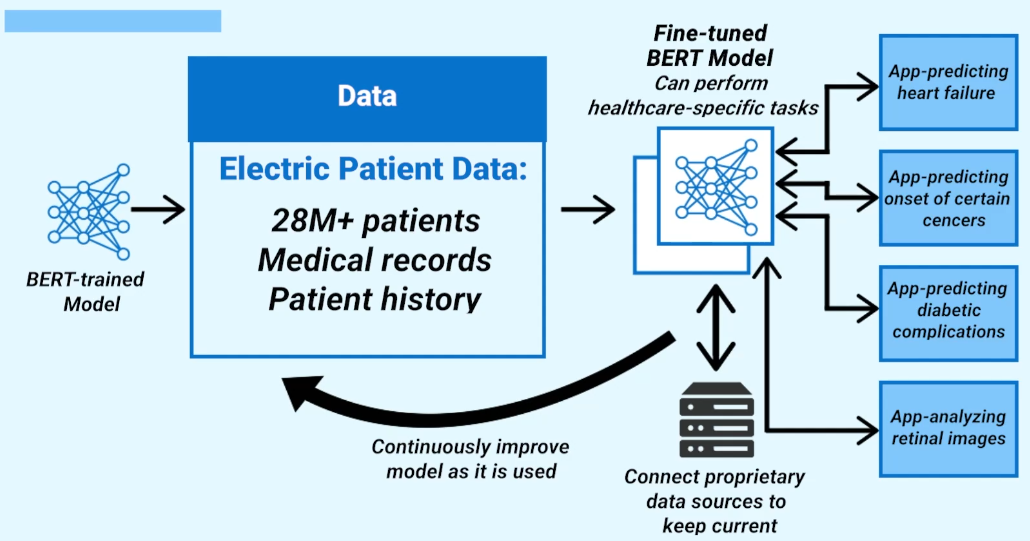 BERT-trained
Model
Data
Electric Patient Data:
28M+ patients
Medical records
Patient history
Continuously improve
model as it is used
Fine-tuned
BERT Model
Can perform
healthcare-specific tasks
Connect proprietary
data sources to
keep current
App-predicting
heart failure
App-predicting
onset of certain
cencers
App-predicting
diabetic
complications
App-analyzing
retinal images